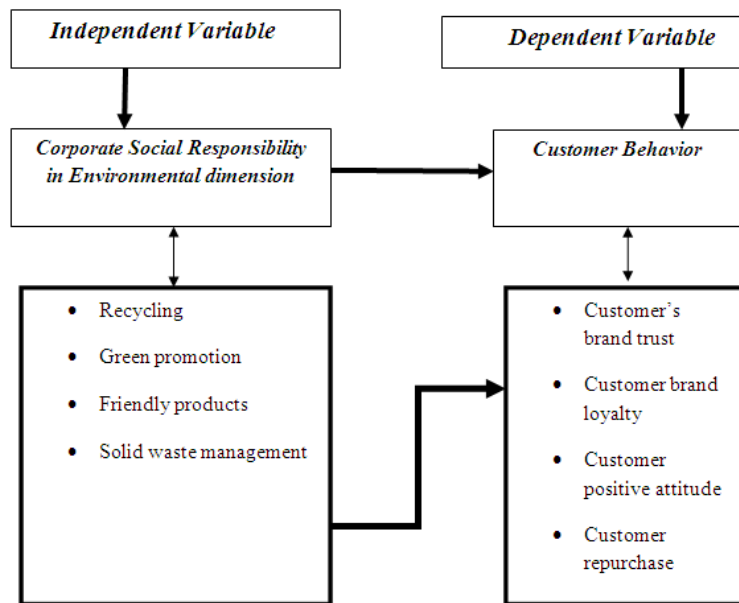 Independent Variable
Dependent Variable
Corporate Social Responsibility
in Environmental dimension
Customer Behavior
• Recycling
• Green promotion
• Friendly products
• Solid waste management
• Customer’s
brand trust
• Customer brand
loyalty
• Customer
positive attitude
• Customer
repurchase